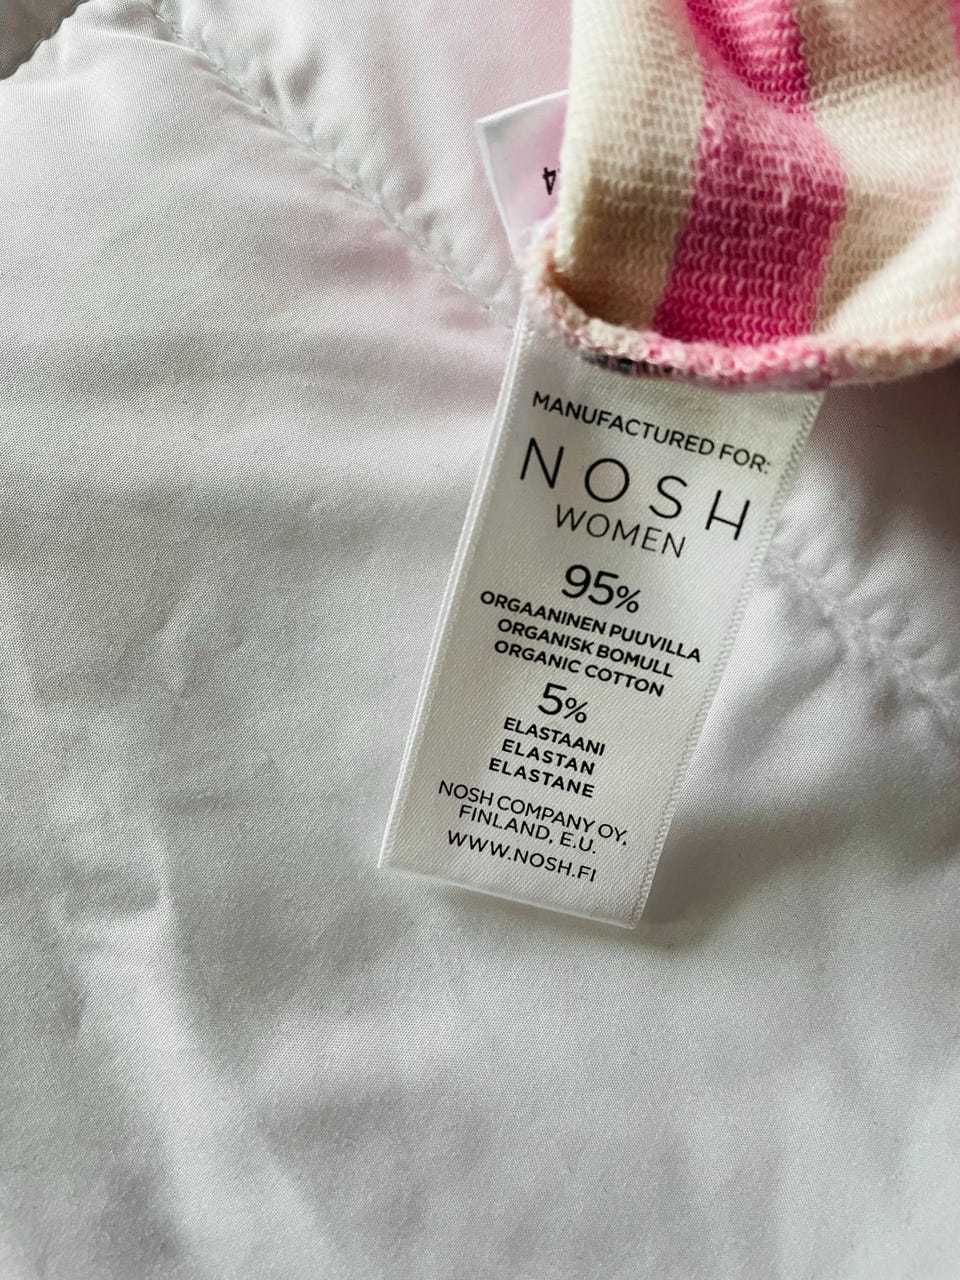 4
MANUFACTURED FOR:
NOSH
WOMEN
95%
ORGAANINEN PUUVILLA
ORGANISK BOMULL
ORGANIC COTTON
5%
ELASTAANI
ELASTAN
ELASTANE
NOSH COMPANY OY,
FINLAND, E.U.
WWW.NOSH.FI